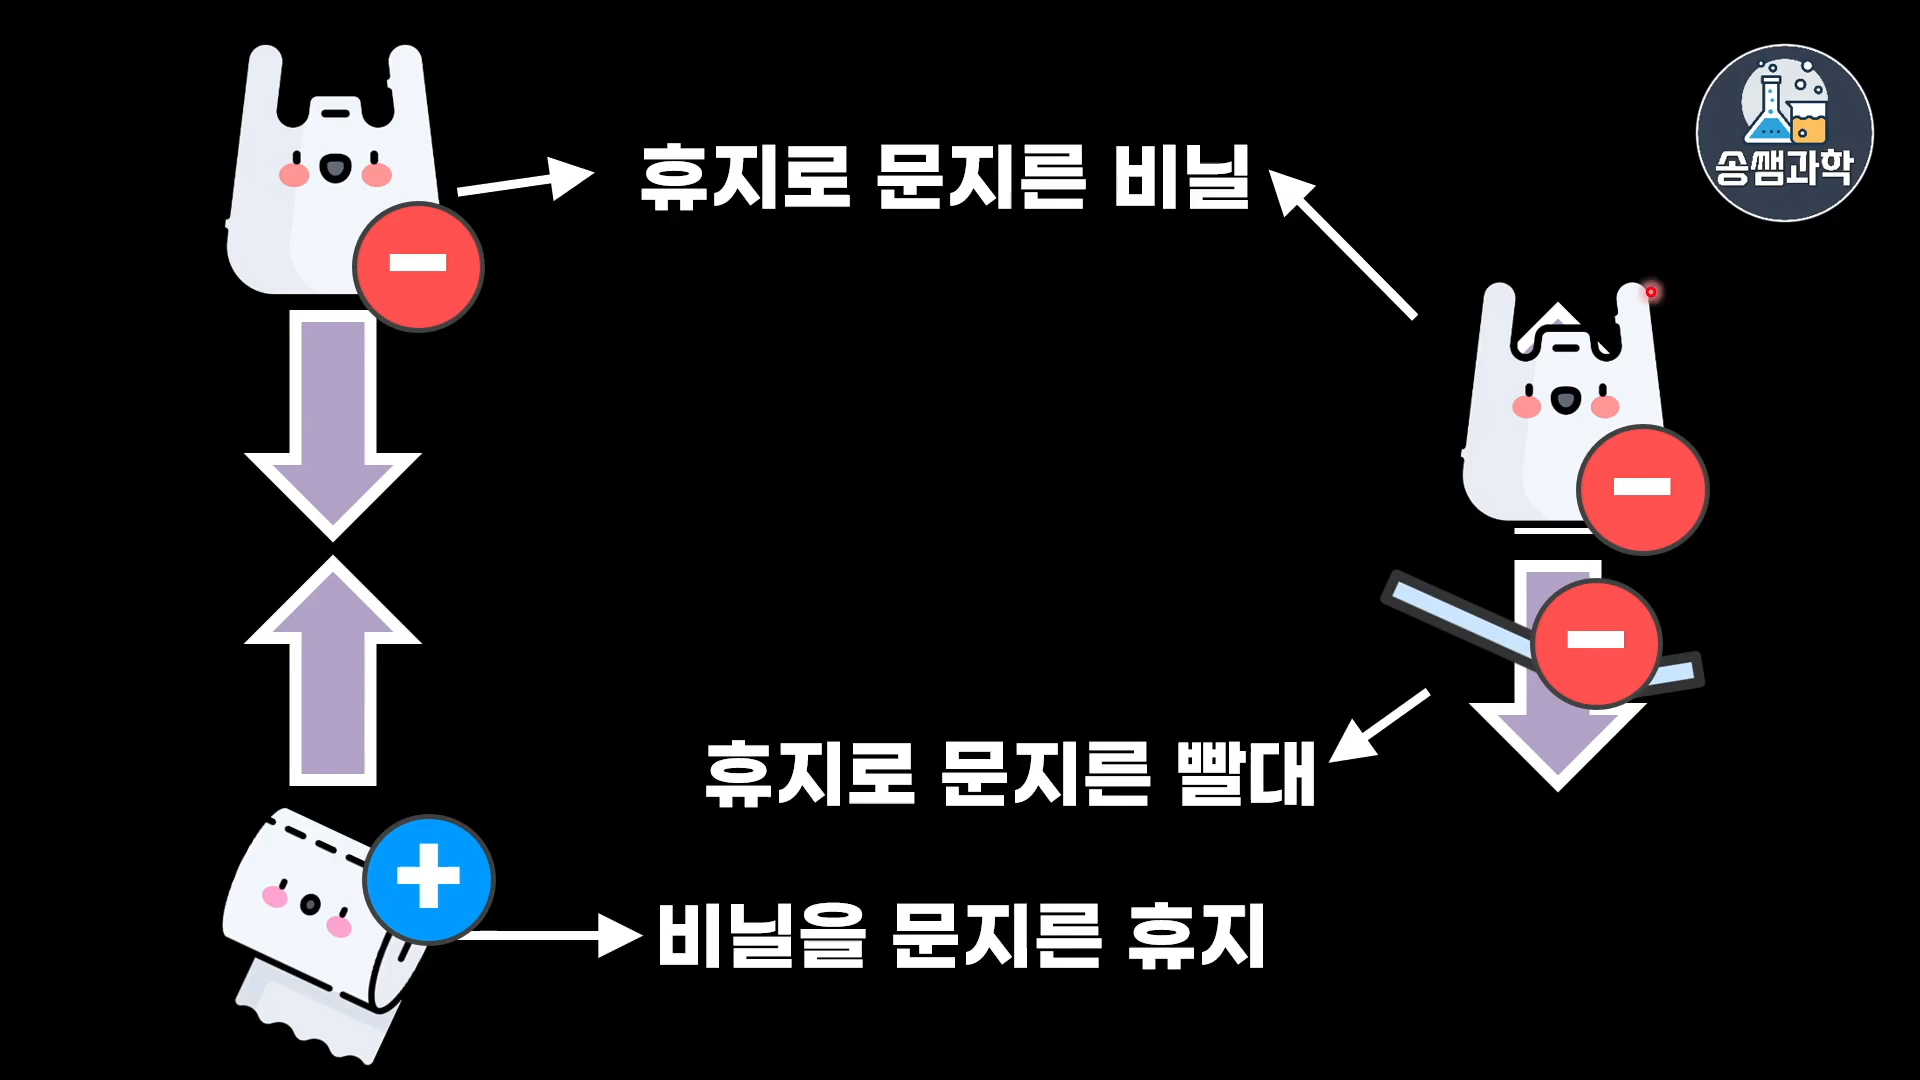 휴지로 문지른 비닐
송쌤과학
휴지로 문지른 빨대
비닐을 문지른 휴지